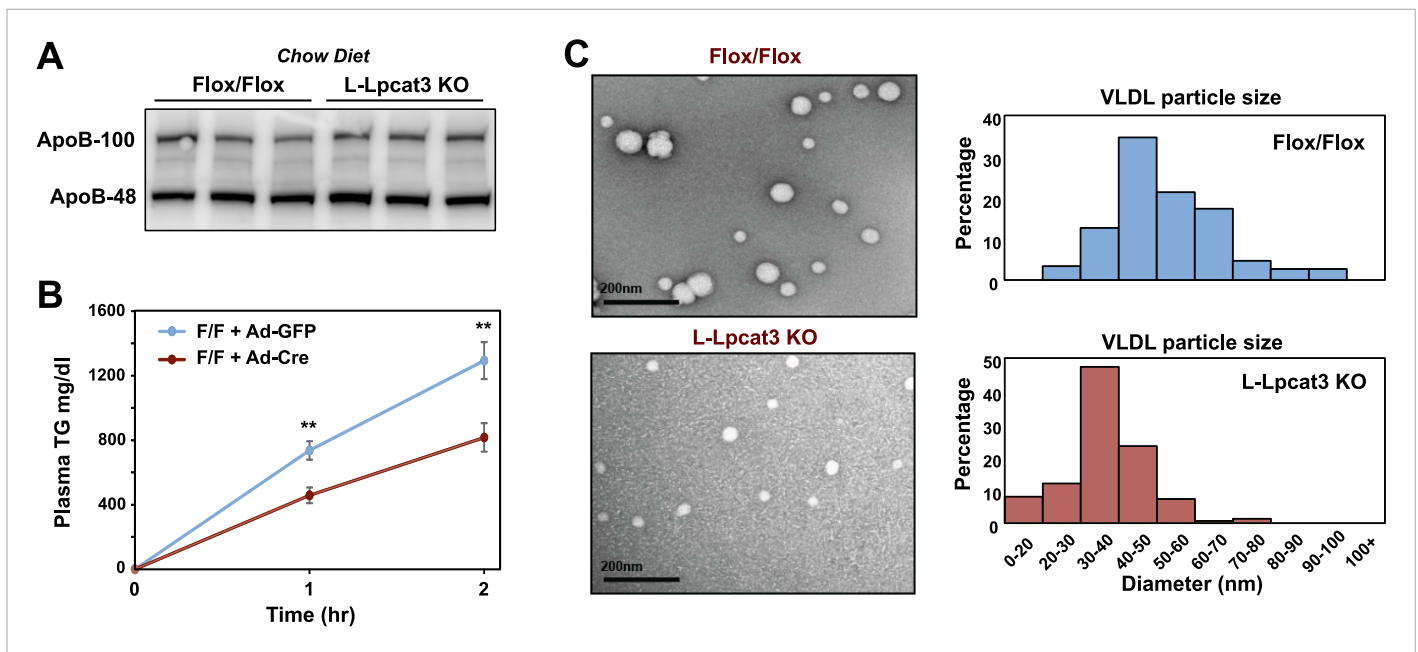 A
Chow Diet
Flox/Flox L-Lpcat3 KO
ApoB-100
ApoB-48
B
1600
1200
800
400
0
Plasma TG mg/dl
F/F + Ad-GFP
F/F + Ad-Cre
**
**
0 1 2
Time (hr)
C
Flox/Flox
200nm
L-Lpcat3 KO
200nm
VLDL particle size
Flox/Flox
Percentage
40
30
20
10
0
VLDL particle size
L-Lpcat3 KO
Percentage
50
40
30
20
10
0
0-20 20-30 30-40 40-50 50-60 60-70 70-80 80-90 90-100 100+
Diameter (nm)